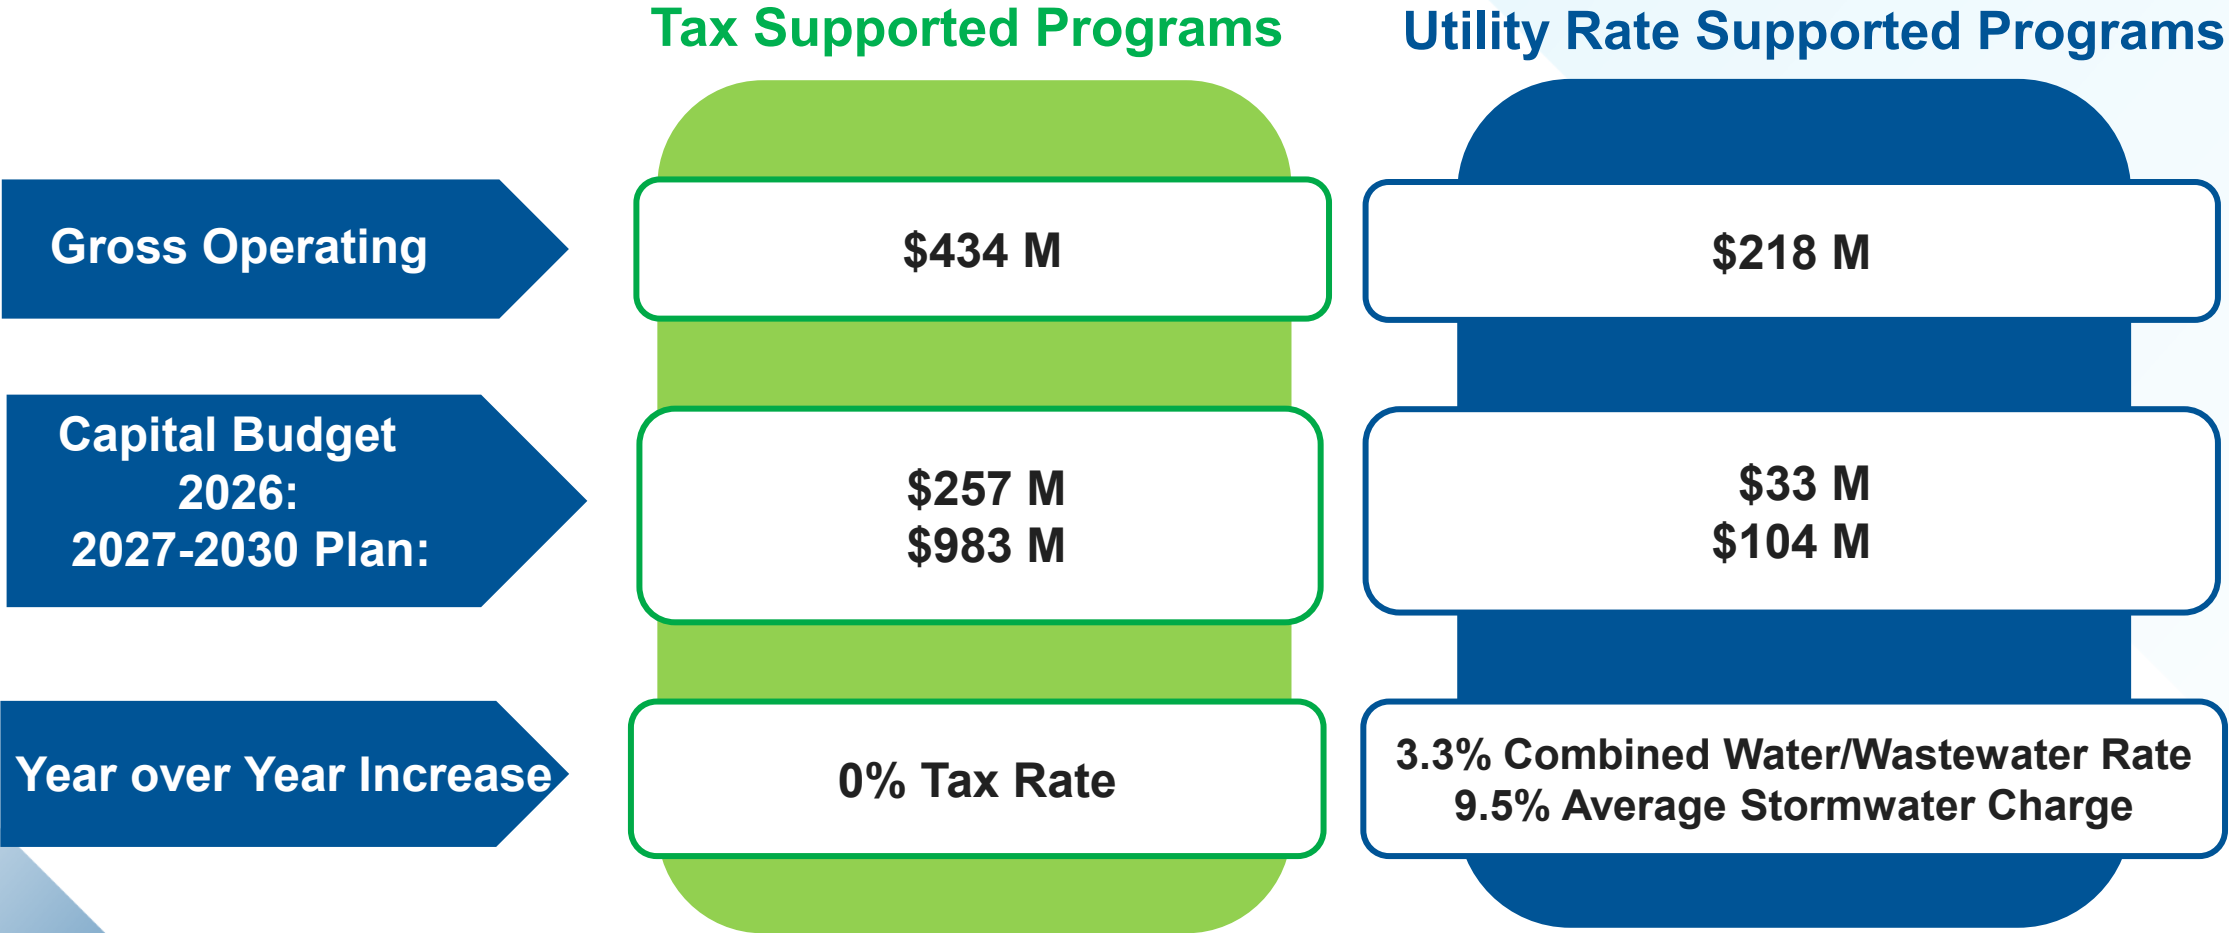 Tax Supported Programs
Utility Rate Supported Programs
Gross Operating
$434 M
$218 M
Capital Budget
2026:
2027-2030 Plan:
$257 M
$983 M
$33 M
$104 M
Year over Year Increase
0% Tax Rate
3.3% Combined Water/Wastewater Rate
9.5% Average Stormwater Charge